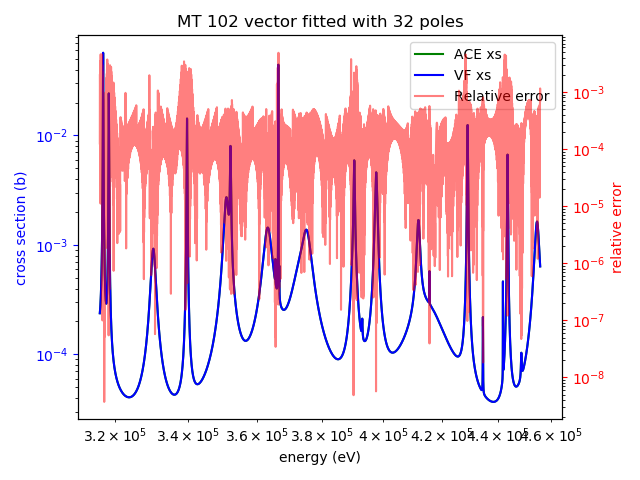 MT 102 vector fitted with 32 poles
ACE xs
VF xs
Relative error
10⁻²
10⁻³
10⁻⁴
cross section (b)
10⁻³
10⁻⁴
10⁻⁵
10⁻⁶
10⁻⁷
10⁻⁸
relative error
3.2 × 10⁵ 3.4 × 10⁵ 3.6 × 10⁵ 3.8 × 10⁵ 4 × 10⁵ 4.2 × 10⁵ 4.4 × 10⁵ 4.6 × 10⁵
energy (eV)